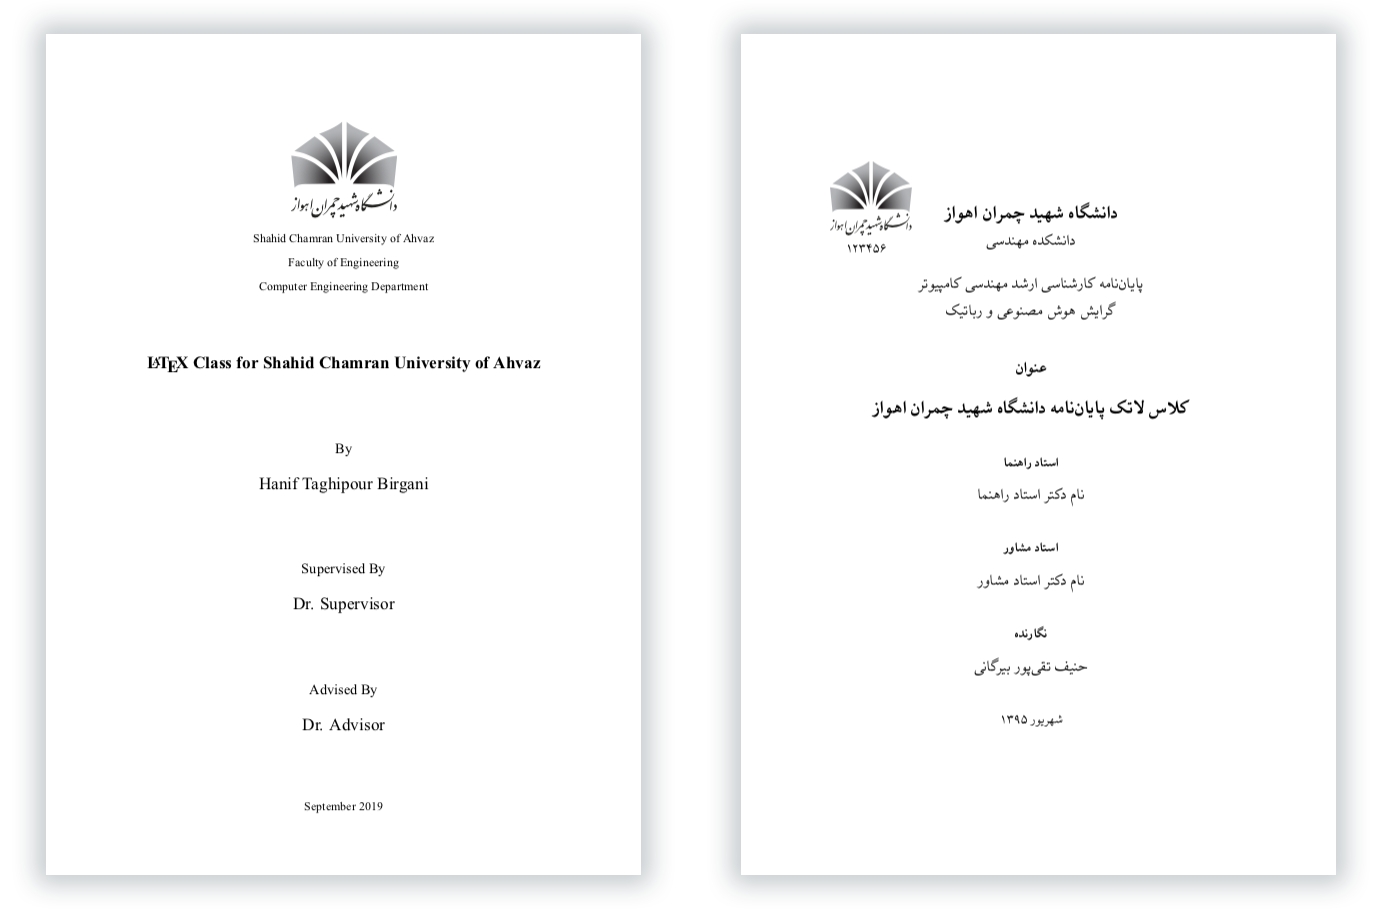 دانشگاه شهید چمران اهواز
Shahid Chamran University of Ahvaz
Faculty of Engineering
Computer Engineering Department
LATEX Class for Shahid Chamran University of Ahvaz
By
Hanif Taghipour Birgani
Supervised By
Dr. Supervisor
Advised By
Dr. Advisor
September 2019
دانشگاه شهید چمران اهواز
۱۲۳۴۵۶
دانشگاه شهید چمران اهواز
دانشکده مهندسی
پایان‌نامه کارشناسی ارشد مهندسی کامپیوتر
گرایش هوش مصنوعی و رباتیک
عنوان
کلاس لاتک پایان‌نامه دانشگاه شهید چمران اهواز
استاد راهنما
نام دکتر استاد راهنما
استاد مشاور
نام دکتر استاد مشاور
نگارنده
حنیف تقی‌پور بیرگانی
شهریور ۱۳۹۵